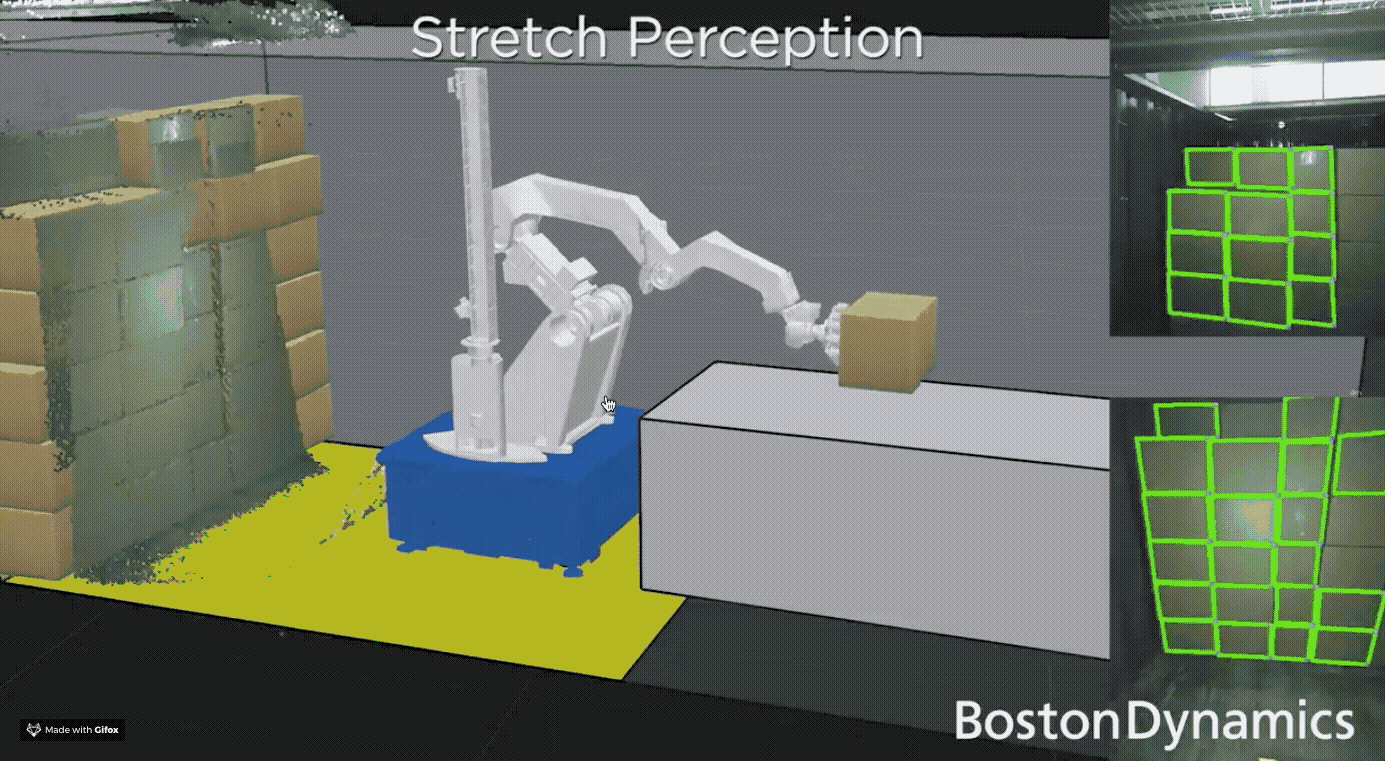 Stretch Perception
Made with Gifox
BostonDynamics